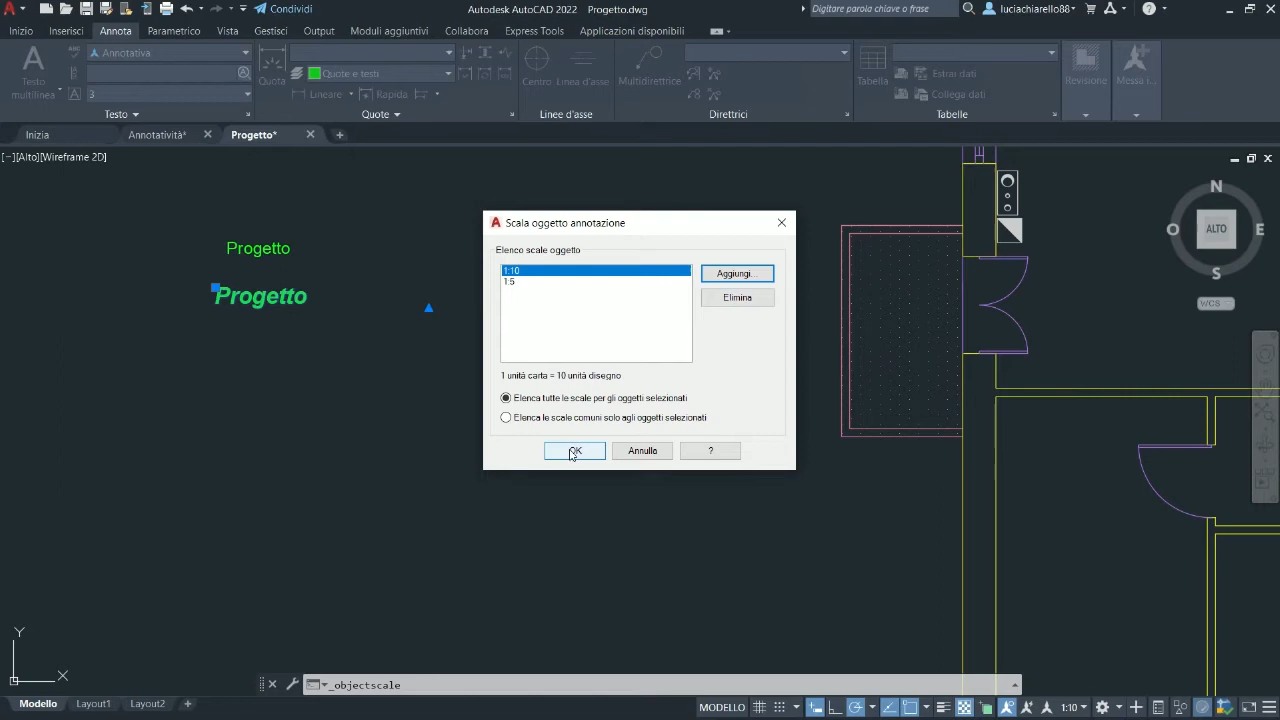 Condividi
Autodesk AutoCAD 2022 Progetto.dwg
Digitare parola chiave o frase
luciachiarello88*
Inizio Inserisci Annota Parametrico Vista Gestisci Output Moduli aggiuntivi Collabora Express Tools Applicazioni disponibili
Annotativa
Testo
multilinea
3
Testo
Quota
Quote e testi
Lineare Rapida
Quote
Centro Linea d'asse
Linee d'asse
Multidirettrice
Direttrici
Tabella
Estrai dati
Collega dati
Tabelle
Revisione
Messa i...
Inizia Annotatività* Progetto*
[−][Alto][Wireframe 2D]
N
O ALTO E
S
WCS
Progetto
Progetto
Scala oggetto annotazione
Elenco scale oggetto
1:10
1:5
Aggiungi...
Elimina
1 unità carta = 10 unità disegno
Elenca tutte le scale per gli oggetti selezionati
Elenca le scale comuni solo agli oggetti selezionati
OK Annulla ?
Y
X
_objectscale
Modello Layout1 Layout2 +
MODELLO
1:10